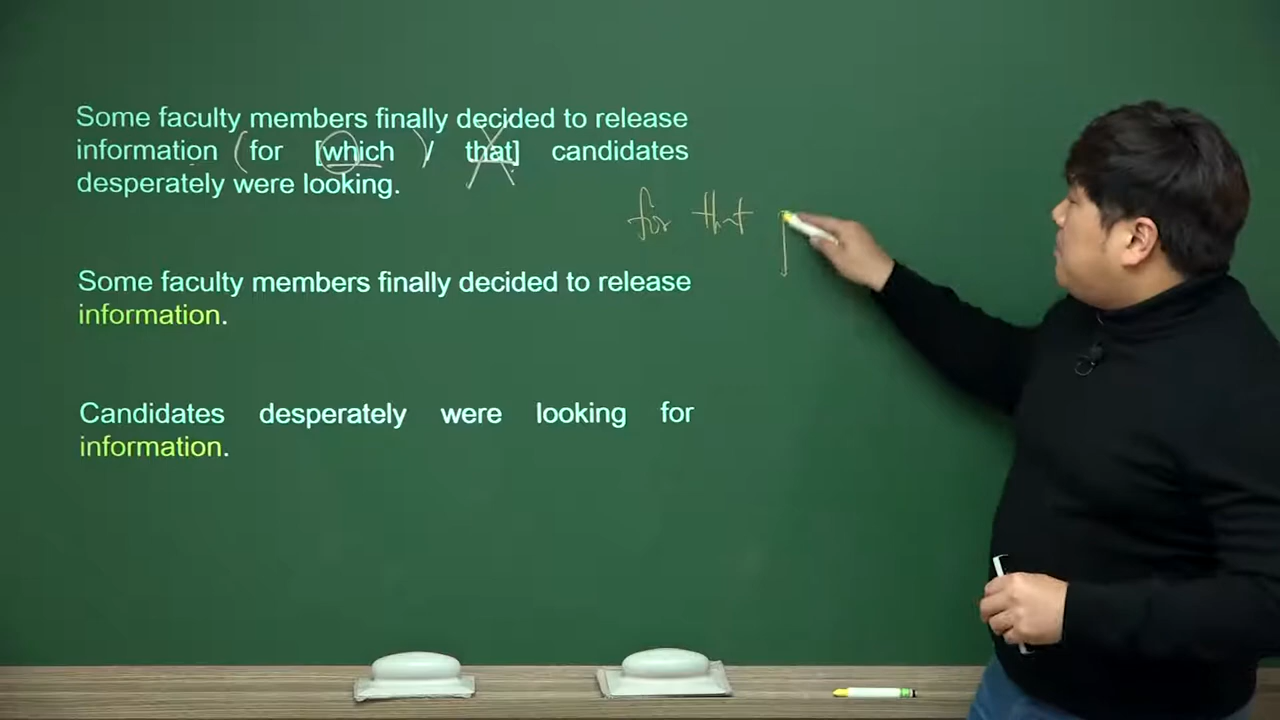 Some faculty members finally decided to release
information (for [which) / that] candidates
desperately were looking.
for that
Some faculty members finally decided to release
information.
Candidates desperately were looking for
information.